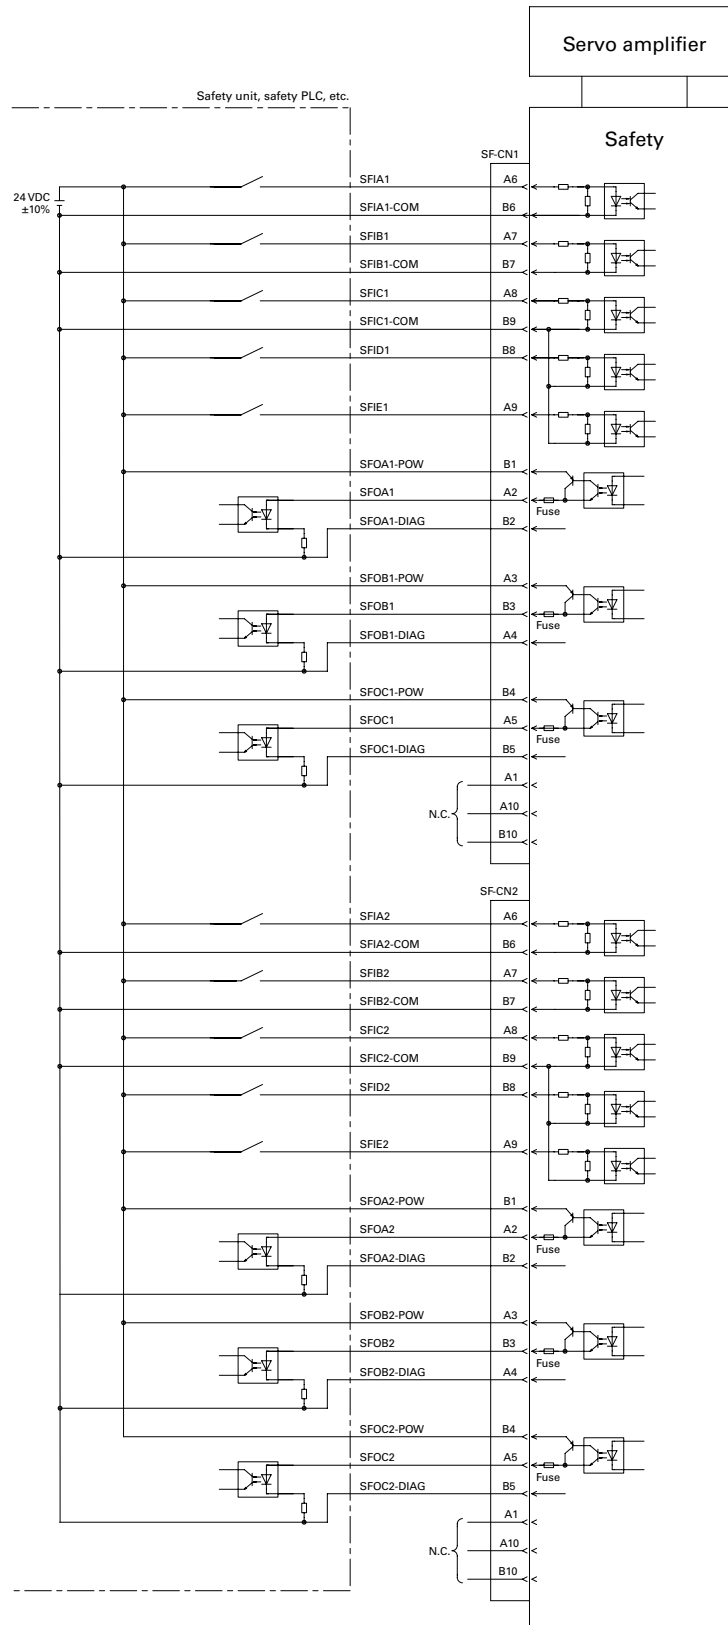 Servo amplifier
Safety unit, safety PLC, etc.
Safety
SF-CN1
24 VDC
±10%
SFIA1 A6
SFIA1-COM B6
SFIB1 A7
SFIB1-COM B7
SFIC1 A8
SFIC1-COM B9
SFID1 B8
SFIE1 A9
SFOA1-POW B1
SFOA1 A2
Fuse
SFOA1-DIAG B2
SFOB1-POW A3
SFOB1 B3
Fuse
SFOB1-DIAG A4
SFOC1-POW B4
SFOC1 A5
Fuse
SFOC1-DIAG B5
A1
N.C. A10
B10
SF-CN2
SFIA2 A6
SFIA2-COM B6
SFIB2 A7
SFIB2-COM B7
SFIC2 A8
SFIC2-COM B9
SFID2 B8
SFIE2 A9
SFOA2-POW B1
SFOA2 A2
Fuse
SFOA2-DIAG B2
SFOB2-POW A3
SFOB2 B3
Fuse
SFOB2-DIAG A4
SFOC2-POW B4
SFOC2 A5
Fuse
SFOC2-DIAG B5
A1
N.C. A10
B10